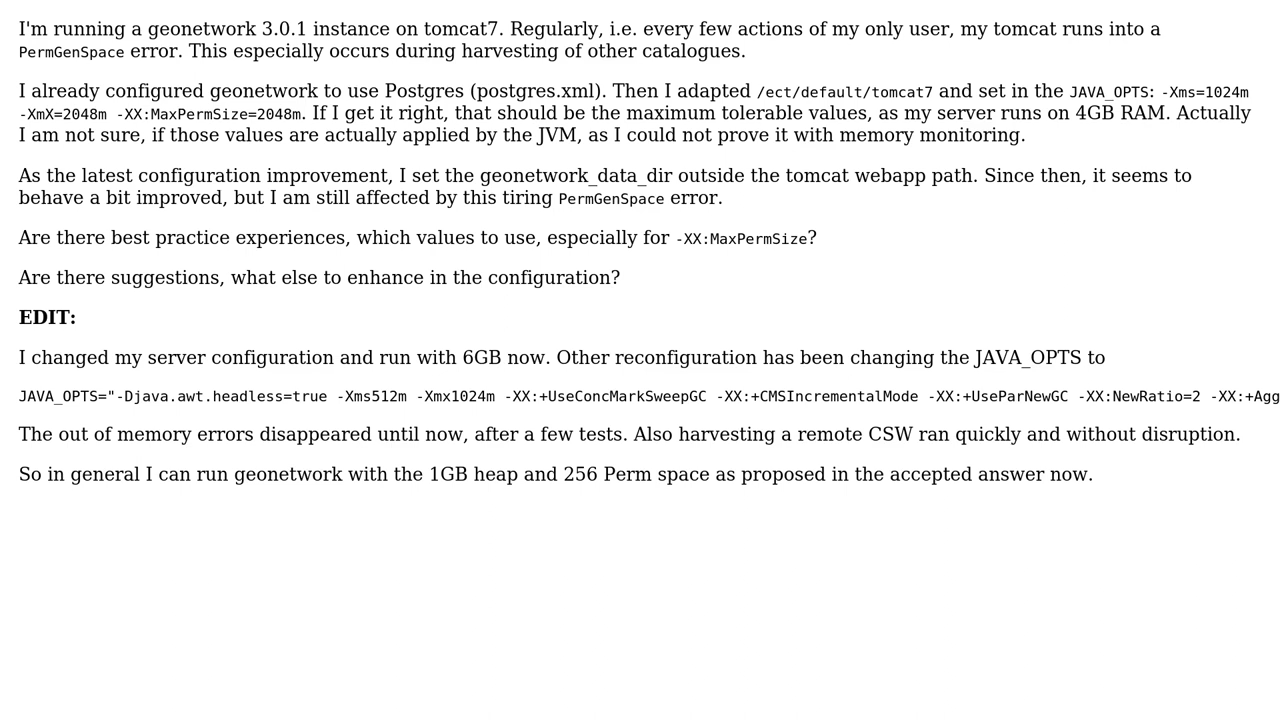 I'm running a geonetwork 3.0.1 instance on tomcat7. Regularly, i.e. every few actions of my only user, my tomcat runs into a
PermGenSpace error. This especially occurs during harvesting of other catalogues.
I already configured geonetwork to use Postgres (postgres.xml). Then I adapted /ect/default/tomcat7 and set in the JAVA_OPTS: -Xms=1024m
-XmX=2048m -XX:MaxPermSize=2048m. If I get it right, that should be the maximum tolerable values, as my server runs on 4GB RAM. Actually
I am not sure, if those values are actually applied by the JVM, as I could not prove it with memory monitoring.
As the latest configuration improvement, I set the geonetwork_data_dir outside the tomcat webapp path. Since then, it seems to
behave a bit improved, but I am still affected by this tiring PermGenSpace error.
Are there best practice experiences, which values to use, especially for -XX:MaxPermSize?
Are there suggestions, what else to enhance in the configuration?
EDIT:
I changed my server configuration and run with 6GB now. Other reconfiguration has been changing the JAVA_OPTS to
JAVA_OPTS="-Djava.awt.headless=true -Xms512m -Xmx1024m -XX:+UseConcMarkSweepGC -XX:+CMSIncrementalMode -XX:+UseParNewGC -XX:NewRatio=2 -XX:+Agg
The out of memory errors disappeared until now, after a few tests. Also harvesting a remote CSW ran quickly and without disruption.
So in general I can run geonetwork with the 1GB heap and 256 Perm space as proposed in the accepted answer now.